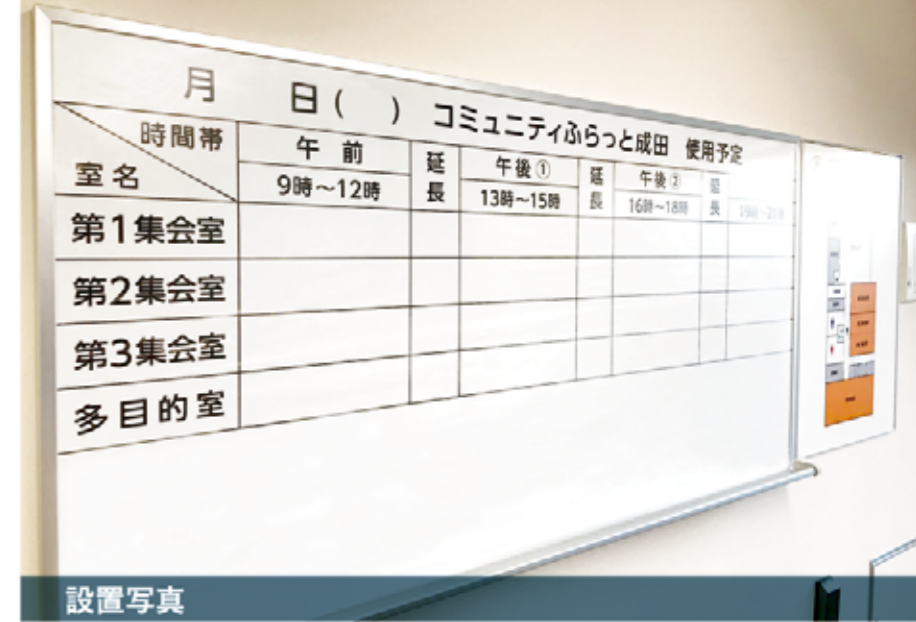 月 日( ) コミュニティふらっと成田 使用予定
時間帯
室名
午前
9時〜12時
延長
午後①
13時〜15時
延長
午後②
16時〜18時
延長
第1集会室
第2集会室
第3集会室
多目的室
設置写真